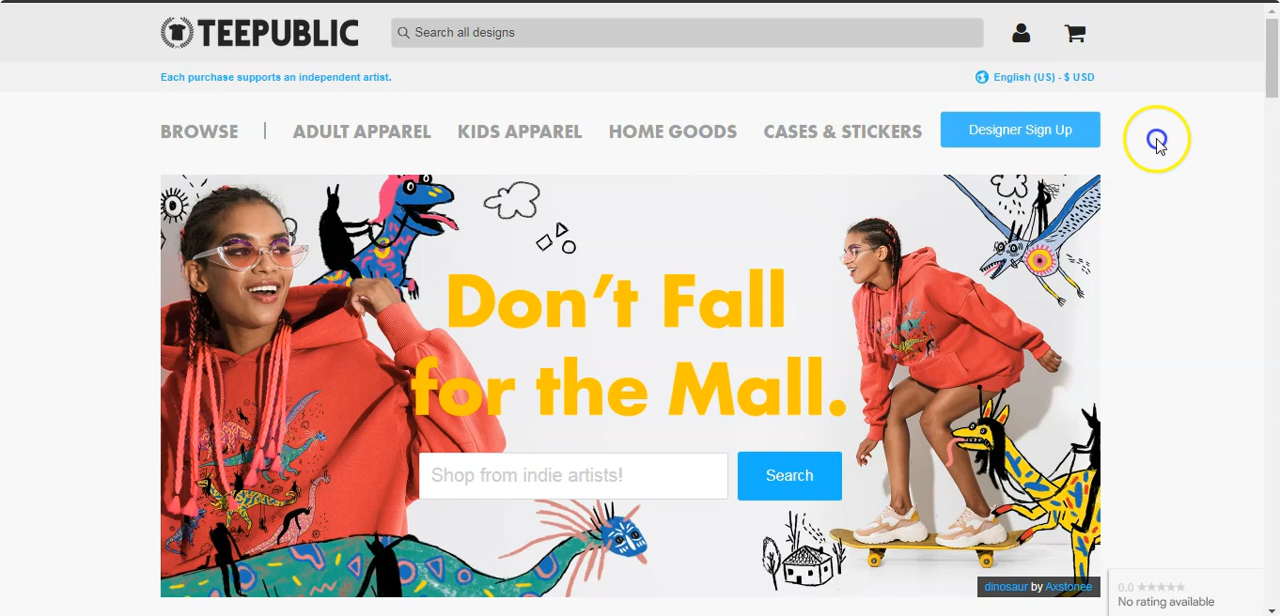 TEEPUBLIC
Search all designs
Each purchase supports an independent artist.
English (US) - $ USD
BROWSE | ADULT APPAREL KIDS APPAREL HOME GOODS CASES & STICKERS Designer Sign Up
Don't Fall
for the Mall.
Shop from indie artists! Search
dinosaur by Axstonee
0.0 ★★★★★
No rating available